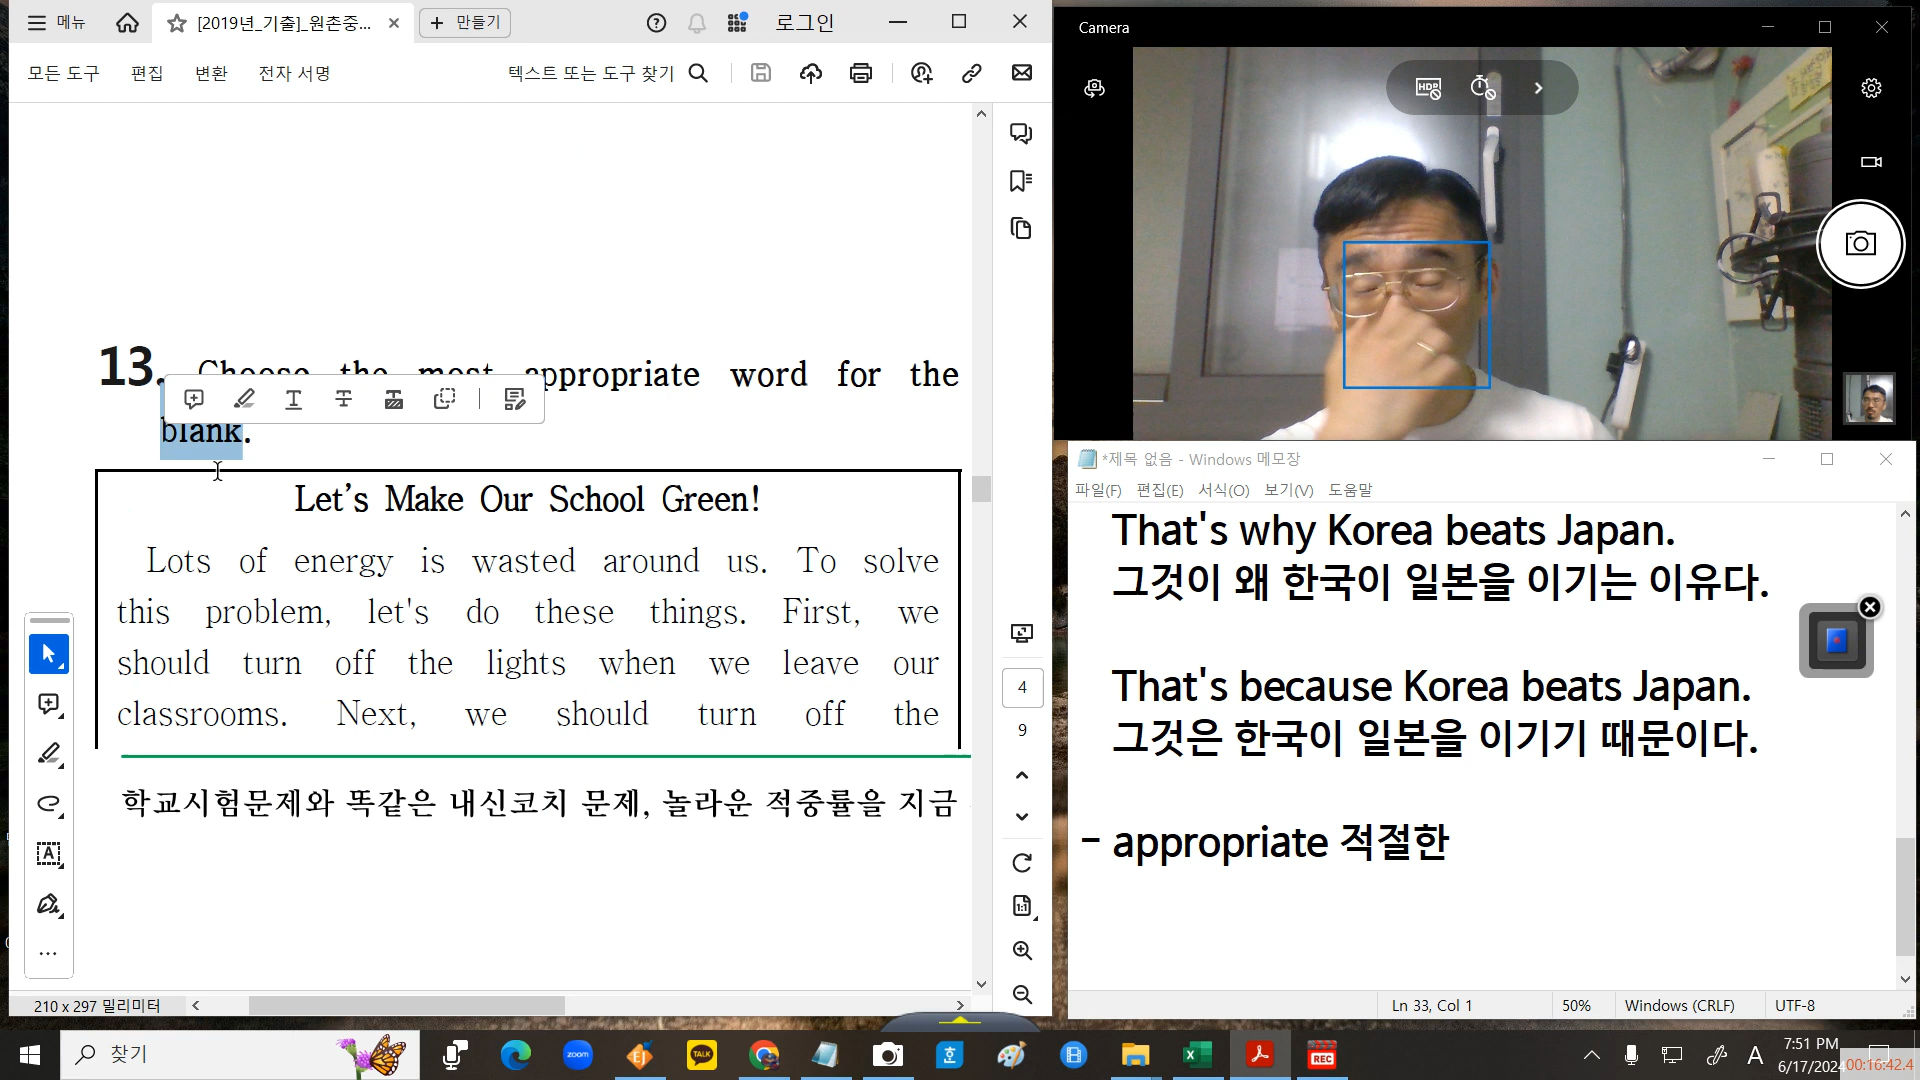 메뉴
[2019년_기출]_원촌중...
만들기
로그인
모든 도구 편집 변환 전자 서명
텍스트 또는 도구 찾기
13. Choose the most appropriate word for the
blank.
Let's Make Our School Green!
Lots of energy is wasted around us. To solve
this problem, let's do these things. First, we
should turn off the lights when we leave our
classrooms. Next, we should turn off the
학교시험문제와 똑같은 내신코치 문제, 놀라운 적중률을 지금
4
9
210 x 297 밀리미터
Camera
HDR
*제목 없음 - Windows 메모장
파일(F) 편집(E) 서식(O) 보기(V) 도움말
That's why Korea beats Japan.
그것이 왜 한국이 일본을 이기는 이유다.
That's because Korea beats Japan.
그것은 한국이 일본을 이기기 때문이다.
- appropriate 적절한
Ln 33, Col 1
50%
Windows (CRLF)
UTF-8
찾기
zoom
EJ
TALK
REC
A
7:51 PM
6/17/2024
00:16:42.4